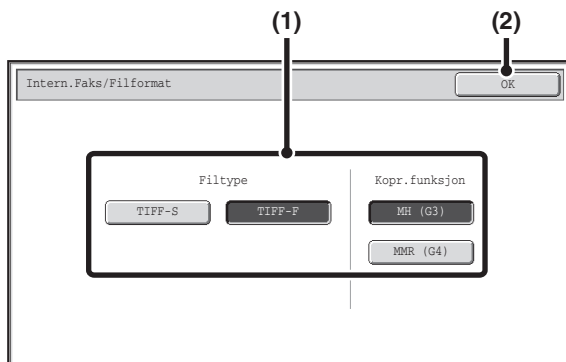 (1) (2)
Intern.Faks/Filformat OK
Filtype Kopr.funksjon
TIFF-S TIFF-F MH (G3)
MMR (G4)